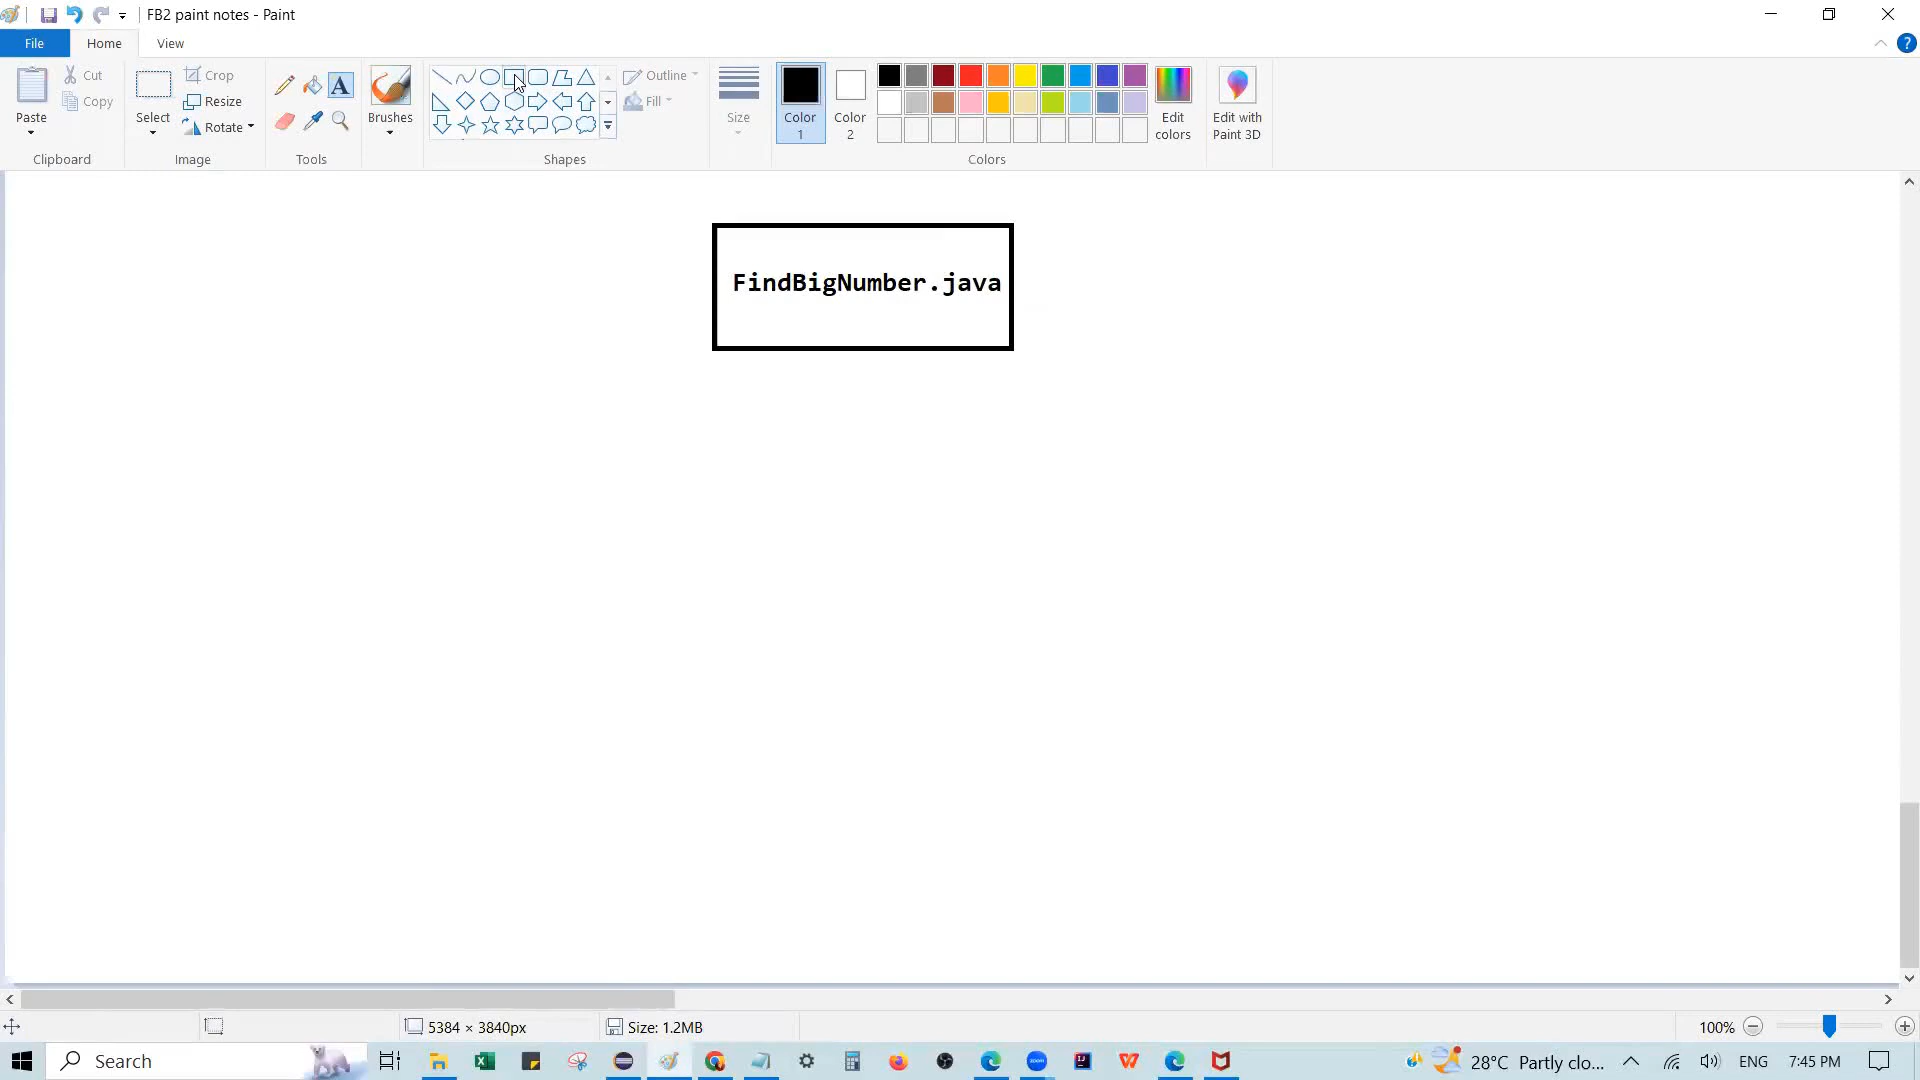 FB2 paint notes - Paint
File
Home
View
Paste
Cut
Copy
Clipboard
Select
Crop
Resize
Rotate
Image
A
Tools
Brushes
Outline
Fill
Shapes
Size
Color
1
Color
2
Edit
colors
Colors
Edit with
Paint 3D
?
FindBigNumber.java
5384 × 3840px
Size: 1.2MB
100%
Search
28°C Partly clo...
ENG
7:45 PM